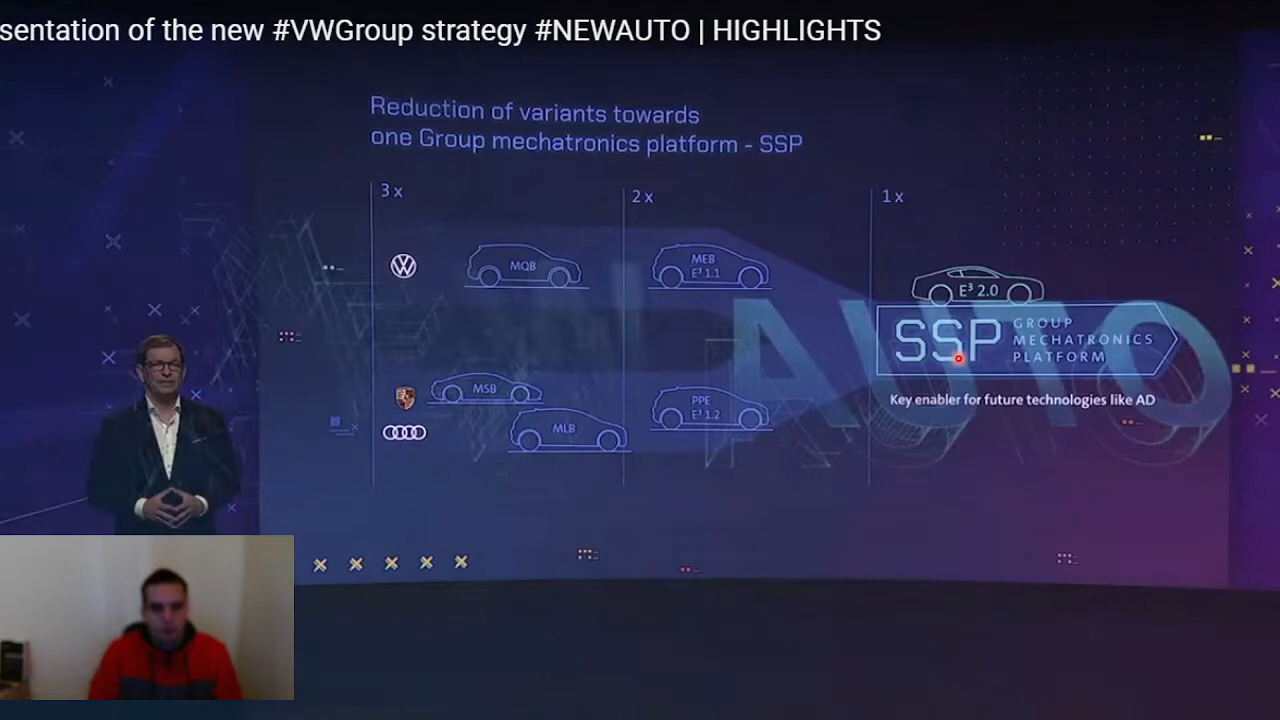 sentation of the new #VWGroup strategy #NEWAUTO | HIGHLIGHTS
Reduction of variants towards
one Group mechatronics platform - SSP
3 x
2 x
1 x
MQB
MEB
E³ 1.1
E³ 2.0
AUTO
SSP
GROUP
MECHATRONICS
PLATFORM
MSB
MLB
PPE
E³ 1.2
Key enabler for future technologies like AD